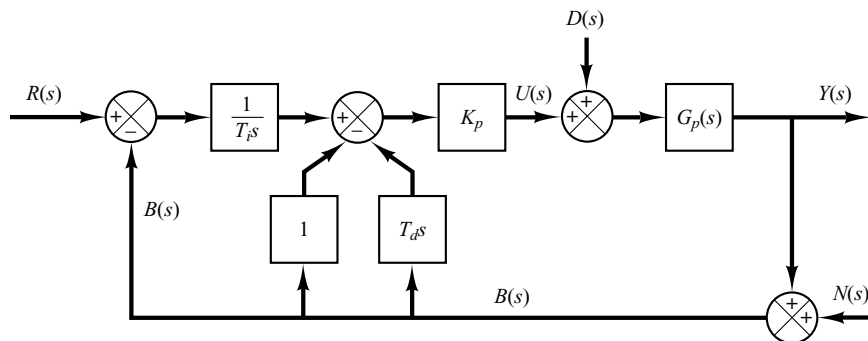 D(s)
R(s)
+
−
1
T_i s
+
−
K_p
U(s)
+
+
G_p(s)
Y(s)
B(s)
1
T_d s
B(s)
N(s)
+
+